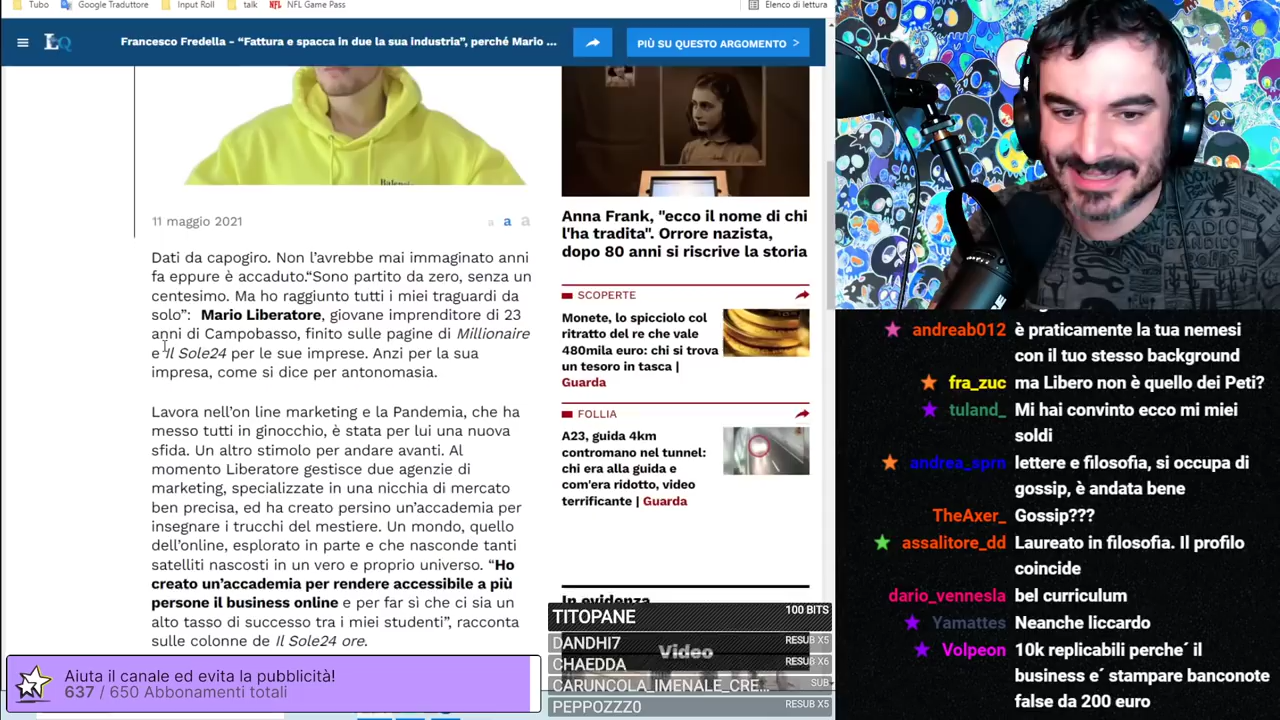 Tubo Google Traduttore Input Roll talk NFL Game Pass Elenco di lettura
Francesco Fredella - “Fattura e spacca in due la sua industria”, perché Mario ...
PIÙ SU QUESTO ARGOMENTO >
11 maggio 2021
a a a
Dati da capogiro. Non l’avrebbe mai immaginato anni
fa eppure è accaduto.“Sono partito da zero, senza un
centesimo. Ma ho raggiunto tutti i miei traguardi da
solo”: Mario Liberatore, giovane imprenditore di 23
anni di Campobasso, finito sulle pagine di Millionaire
e Il Sole24 per le sue imprese. Anzi per la sua
impresa, come si dice per antonomasia.
Lavora nell’on line marketing e la Pandemia, che ha
messo tutti in ginocchio, è stata per lui una nuova
sfida. Un altro stimolo per andare avanti. Al
momento Liberatore gestisce due agenzie di
marketing, specializzate in una nicchia di mercato
ben precisa, ed ha creato persino un’accademia per
insegnare i trucchi del mestiere. Un mondo, quello
dell’online, esplorato in parte e che nasconde tanti
satelliti nascosti in un vero e proprio universo. “Ho
creato un’accademia per rendere accessibile a più
persone il business online e per far sì che ci sia un
alto tasso di successo tra i miei studenti”, racconta
sulle colonne de Il Sole24 ore.
Anna Frank, "ecco il nome di chi
l'ha tradita". Orrore nazista,
dopo 80 anni si riscrive la storia
SCOPERTE
Monete, lo spicciolo col
ritratto del re che vale
480mila euro: chi si trova
un tesoro in tasca |
Guarda
FOLLIA
A23, guida 4km
contromano nel tunnel:
chi era alla guida e
com'era ridotto, video
terrificante | Guarda
In evidenza
Video
TITOPANE 100 BITS
DANDHI7 RESUB X5
CHAEDDA RESUB X6
CARUNCOLA_IMENALE_CRE... SUB
PEPPOZZZ0 RESUB X5
Aiuta il canale ed evita la pubblicità!
637 / 650 Abbonamenti totali
RADIO
BANDIDO
andreab012 è praticamente la tua nemesi
con il tuo stesso background
fra_zuc ma Libero non è quello dei Peti?
tuland_ Mi hai convinto ecco mi miei
soldi
andrea_sprn lettere e filosofia, si occupa di
gossip, è andata bene
TheAxer_ Gossip???
assalitore_dd Laureato in filosofia. Il profilo
coincide
dario_vennesla bel curriculum
Yamattes Neanche liccardo
Volpeon 10k replicabili perche´ il
business e´ stampare banconote
false da 200 euro